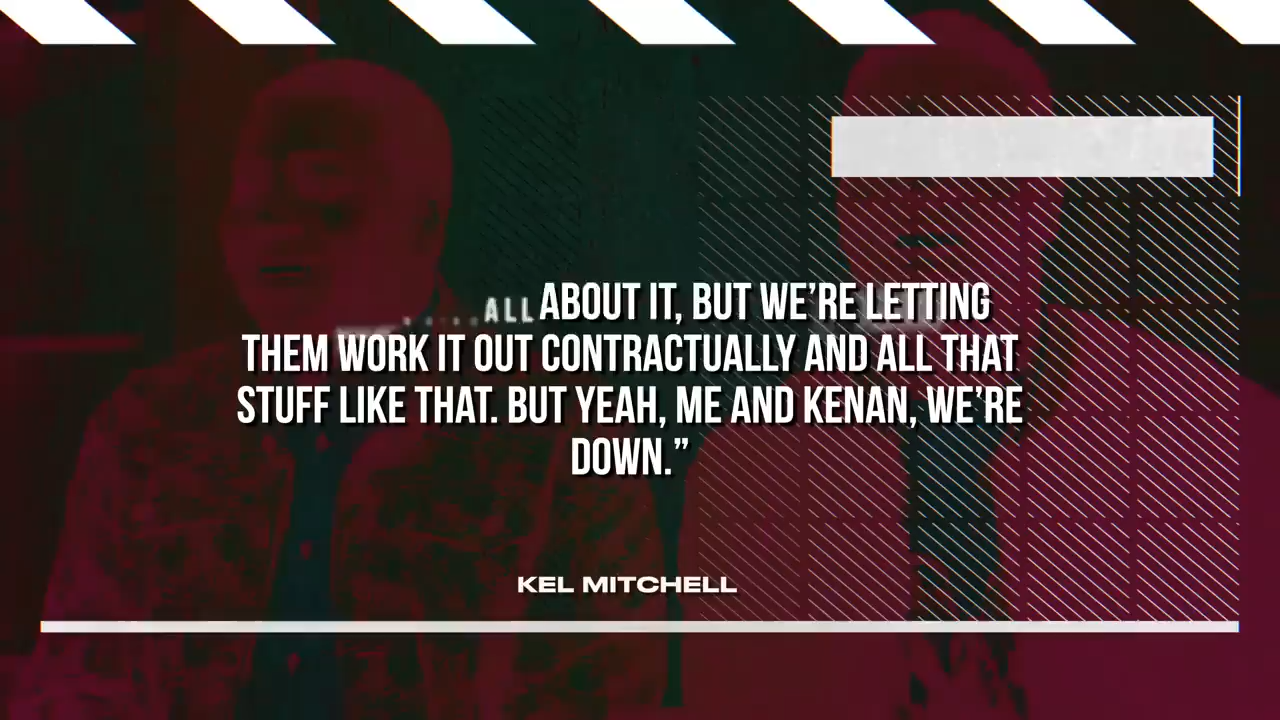 ALL ABOUT IT, BUT WE’RE LETTING
THEM WORK IT OUT CONTRACTUALLY AND ALL THAT
STUFF LIKE THAT. BUT YEAH, ME AND KENAN, WE’RE
DOWN.”
KEL MITCHELL